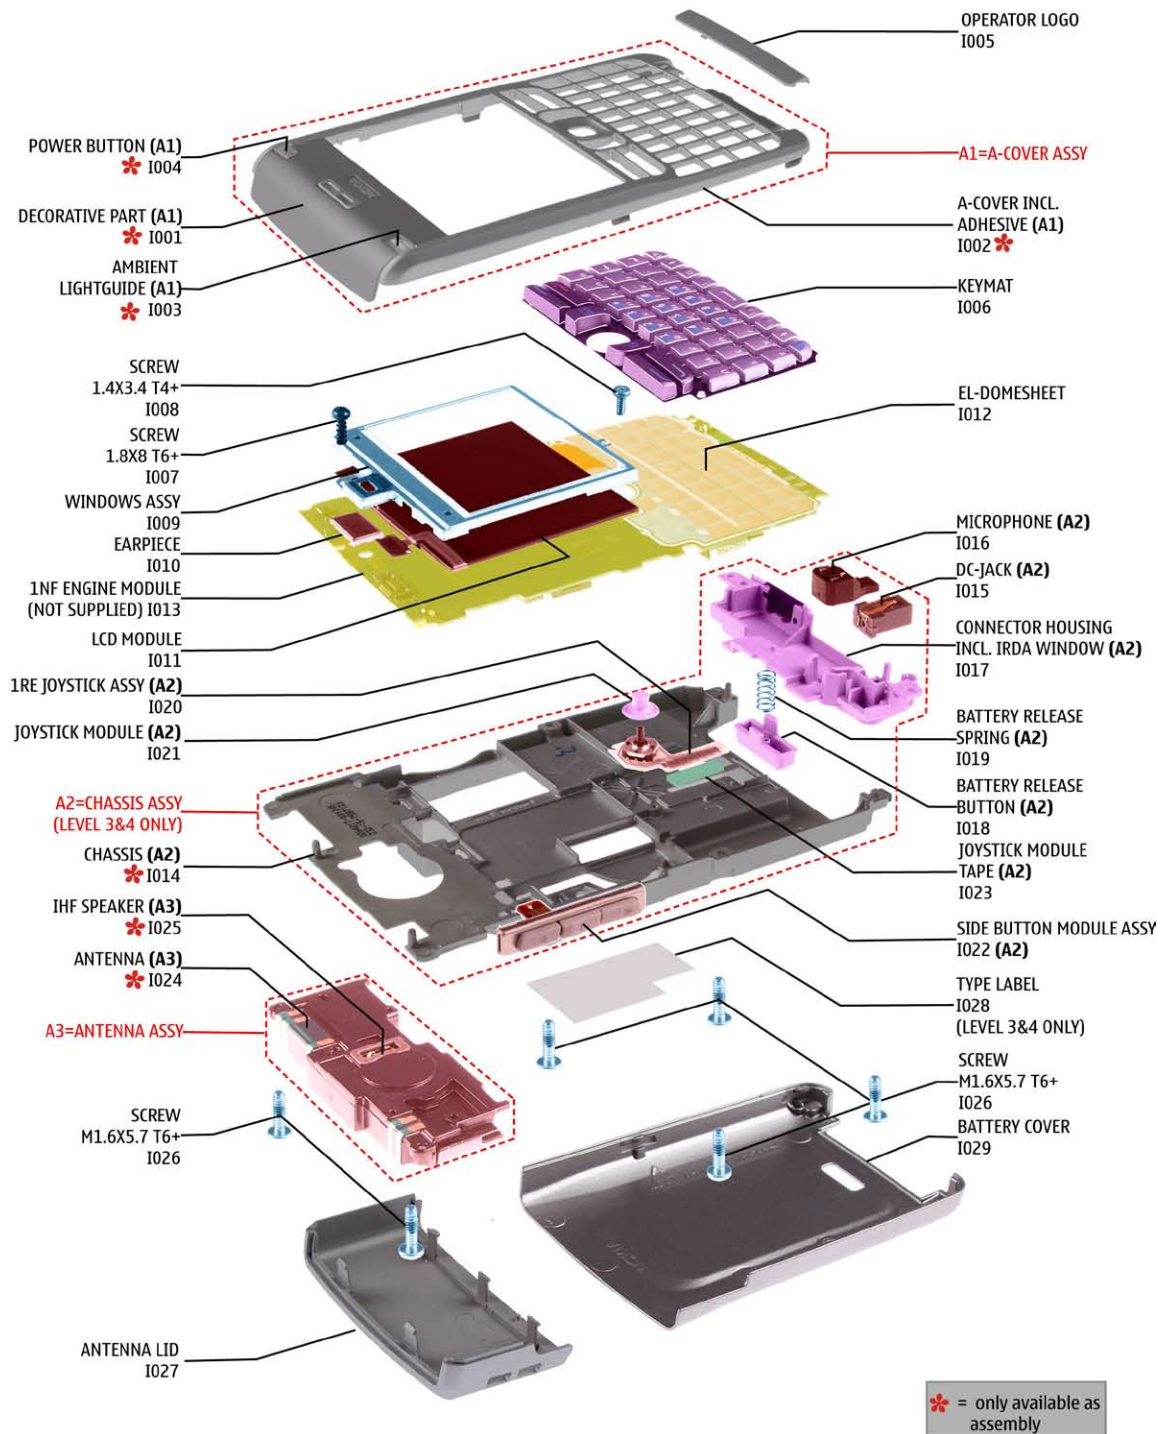 OPERATOR LOGO
I005
POWER BUTTON (A1)
I004
A1=A-COVER ASSY
DECORATIVE PART (A1)
I001
A-COVER INCL.
ADHESIVE (A1)
I002
AMBIENT
LIGHTGUIDE (A1)
I003
KEYMAT
I006
SCREW
1.4X3.4 T4+
I008
EL-DOMESHEET
I012
SCREW
1.8X8 T6+
I007
WINDOWS ASSY
I009
EARPIECE
I010
MICROPHONE (A2)
I016
DC-JACK (A2)
I015
1NF ENGINE MODULE
(NOT SUPPLIED) I013
CONNECTOR HOUSING
INCL. IRDA WINDOW (A2)
I017
LCD MODULE
I011
1RE JOYSTICK ASSY (A2)
I020
BATTERY RELEASE
SPRING (A2)
I019
JOYSTICK MODULE (A2)
I021
BATTERY RELEASE
BUTTON (A2)
I018
A2=CHASSIS ASSY
(LEVEL 3&4 ONLY)
JOYSTICK MODULE
TAPE (A2)
I023
CHASSIS (A2)
I014
IHF SPEAKER (A3)
I025
SIDE BUTTON MODULE ASSY
I022 (A2)
ANTENNA (A3)
I024
TYPE LABEL
I028
(LEVEL 3&4 ONLY)
A3=ANTENNA ASSY
SCREW
M1.6X5.7 T6+
I026
SCREW
M1.6X5.7 T6+
I026
BATTERY COVER
I029
ANTENNA LID
I027
= only available as
assembly